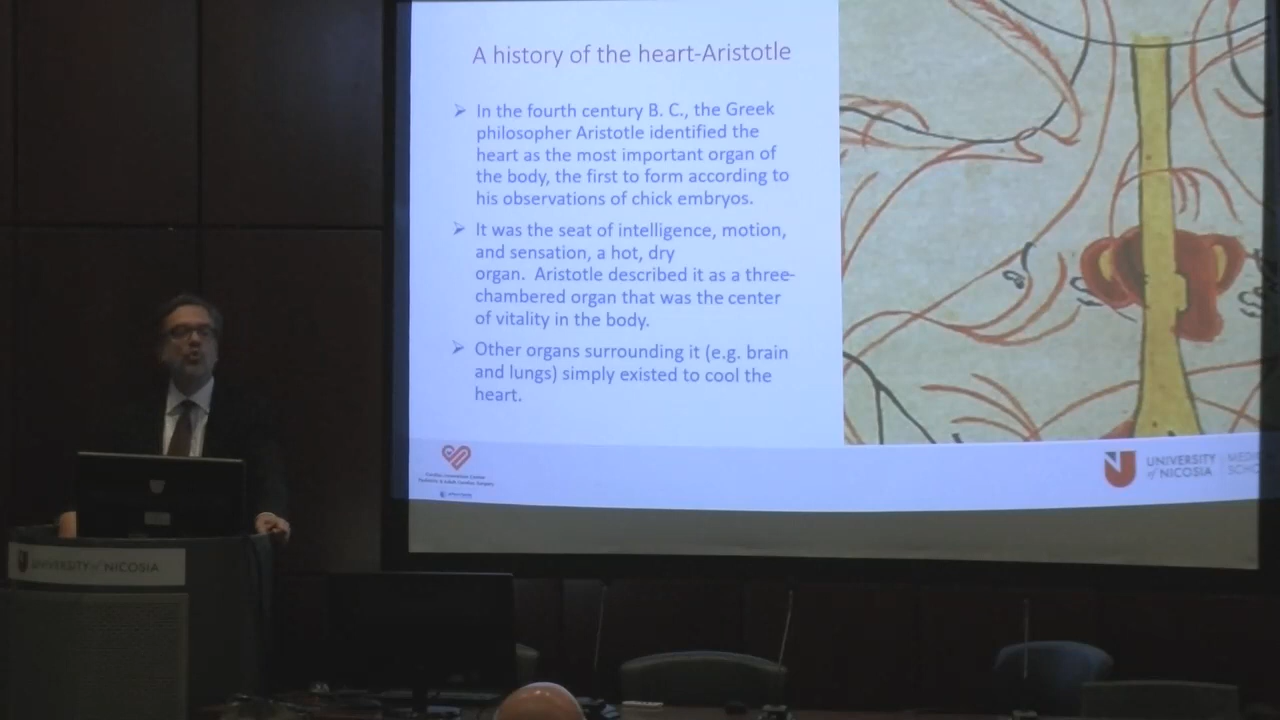 A history of the heart-Aristotle
➢ In the fourth century B. C., the Greek
philosopher Aristotle identified the
heart as the most important organ of
the body, the first to form according to
his observations of chick embryos.
➢ It was the seat of intelligence, motion,
and sensation, a hot, dry
organ. Aristotle described it as a three-
chambered organ that was the center
of vitality in the body.
➢ Other organs surrounding it (e.g. brain
and lungs) simply existed to cool the
heart.
UNIVERSITY
of NICOSIA
UNIVERSITY of NICOSIA